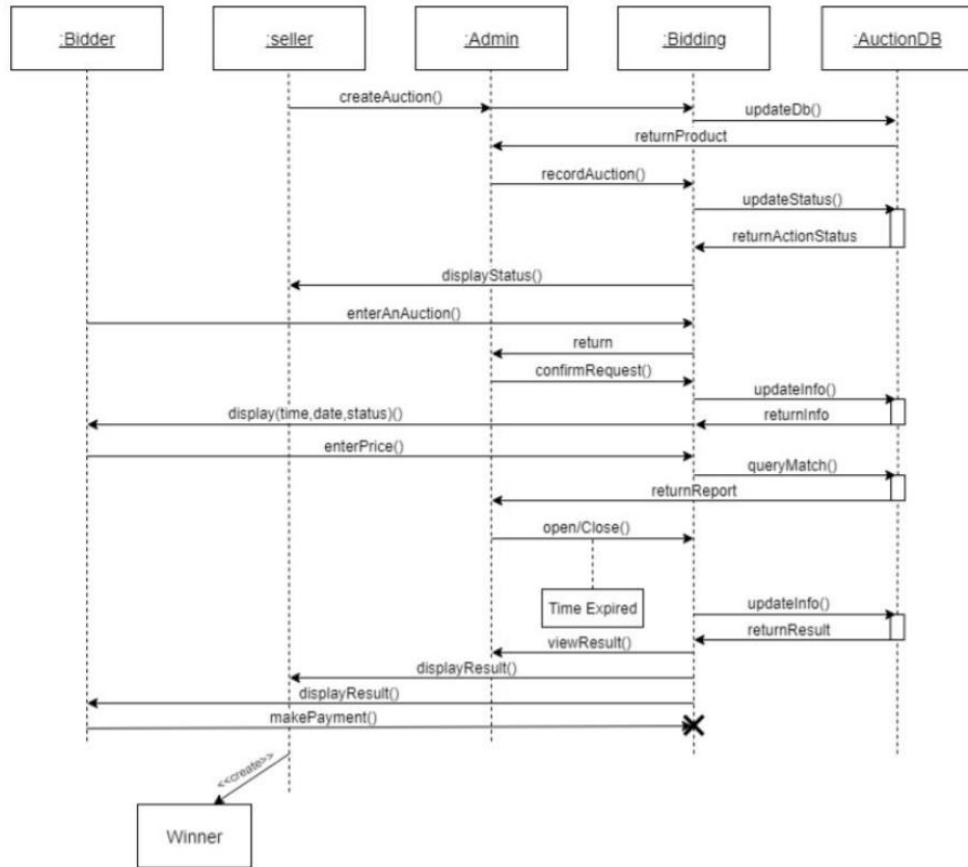 :Bidder
:seller
:Admin
:Bidding
:AuctionDB
createAuction()
updateDb()
returnProduct
recordAuction()
updateStatus()
returnActionStatus
displayStatus()
enterAnAuction()
return
confirmRequest()
updateInfo()
display(time,date,status)()
returnInfo
enterPrice()
queryMatch()
returnReport
open/Close()
Time Expired
updateInfo()
returnResult
viewResult()
displayResult()
displayResult()
makePayment()
<<create>>
Winner